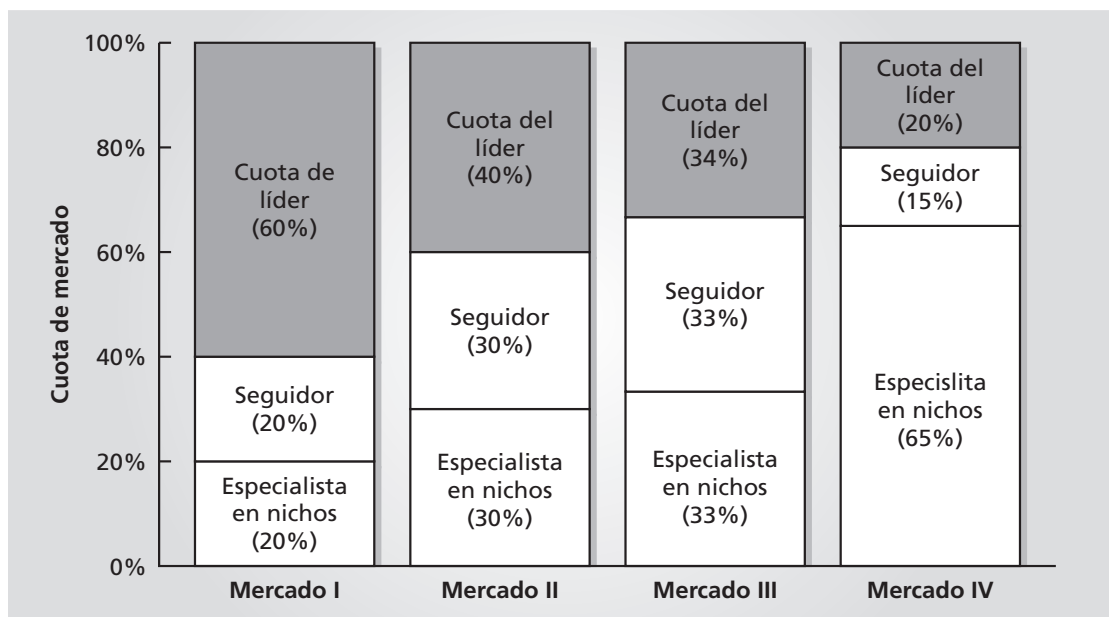 Cuota de mercado
100%
80%
60%
40%
20%
0%
Cuota de
líder
(60%)
Seguidor
(20%)
Especialista
en nichos
(20%)
Mercado I
Cuota del
líder
(40%)
Seguidor
(30%)
Especialista
en nichos
(30%)
Mercado II
Cuota del
líder
(34%)
Seguidor
(33%)
Especialista
en nichos
(33%)
Mercado III
Cuota del
líder
(20%)
Seguidor
(15%)
Especislita
en nichos
(65%)
Mercado IV